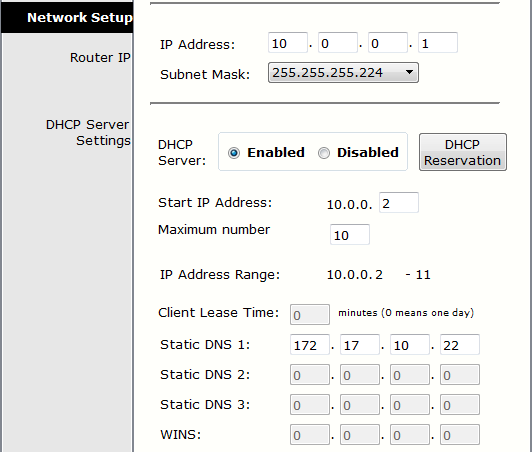 Network Setup
Router IP
IP Address: 10 . 0 . 0 . 1
Subnet Mask: 255.255.255.224
DHCP Server
Settings
DHCP
Server:
Enabled Disabled
DHCP
Reservation
Start IP Address: 10.0.0. 2
Maximum number 10
IP Address Range: 10.0.0.2 - 11
Client Lease Time: 0 minutes (0 means one day)
Static DNS 1: 172 . 17 . 10 . 22
Static DNS 2: 0 . 0 . 0 . 0
Static DNS 3: 0 . 0 . 0 . 0
WINS: 0 . 0 . 0 . 0